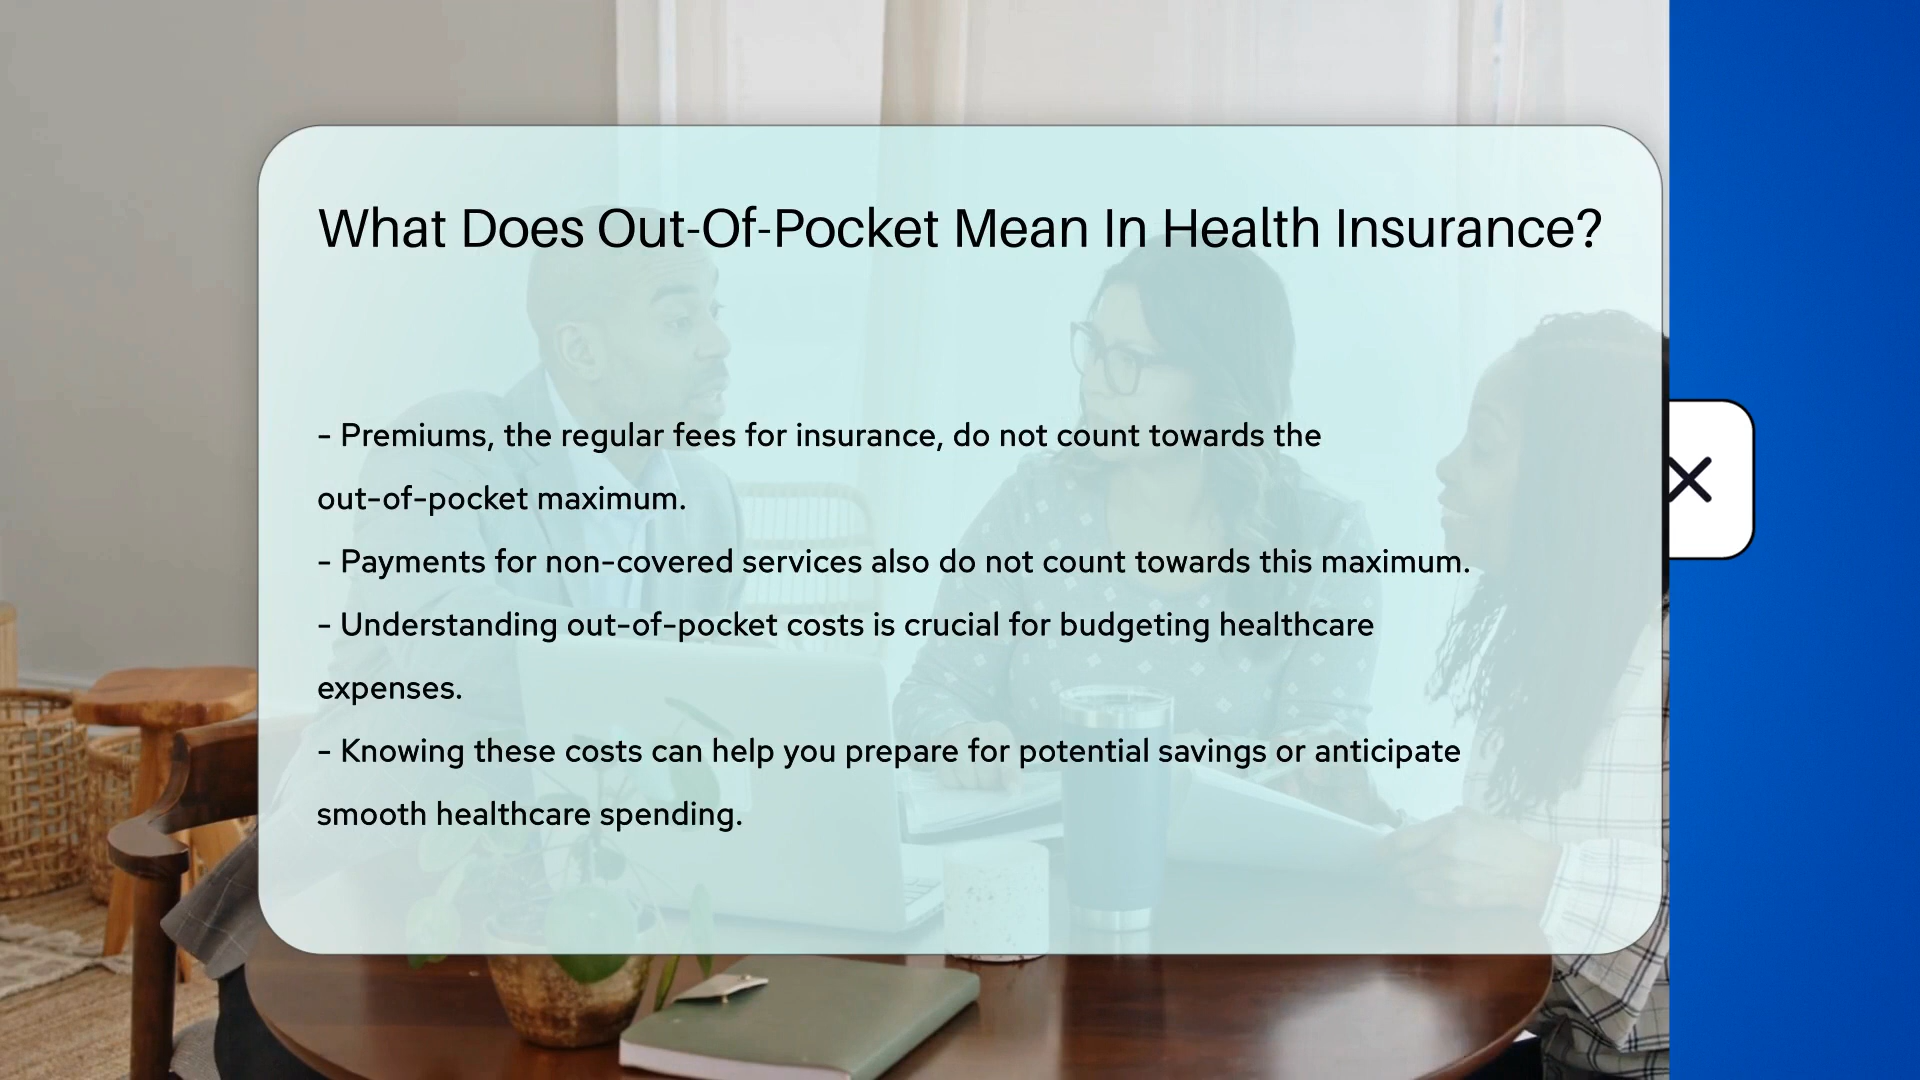 What Does Out-Of-Pocket Mean In Health Insurance?
- Premiums, the regular fees for insurance, do not count towards the
out-of-pocket maximum.
- Payments for non-covered services also do not count towards this maximum.
- Understanding out-of-pocket costs is crucial for budgeting healthcare
expenses.
- Knowing these costs can help you prepare for potential savings or anticipate
smooth healthcare spending.